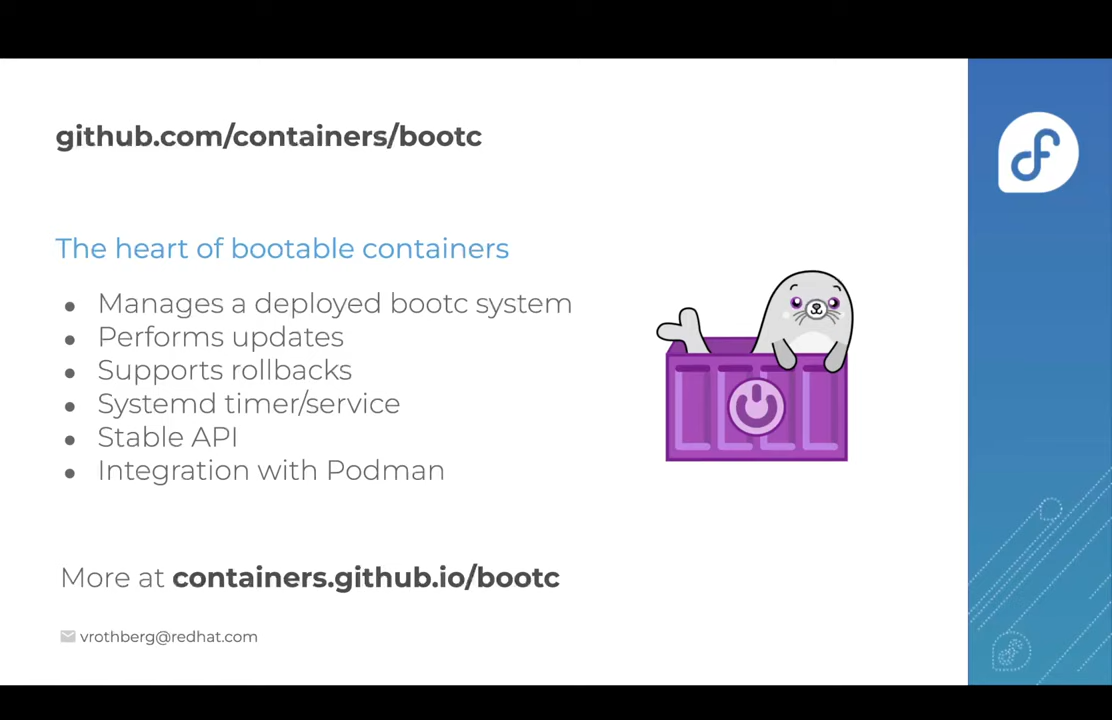 github.com/containers/bootc
The heart of bootable containers
● Manages a deployed bootc system
● Performs updates
● Supports rollbacks
● Systemd timer/service
● Stable API
● Integration with Podman
More at containers.github.io/bootc
vrothberg@redhat.com